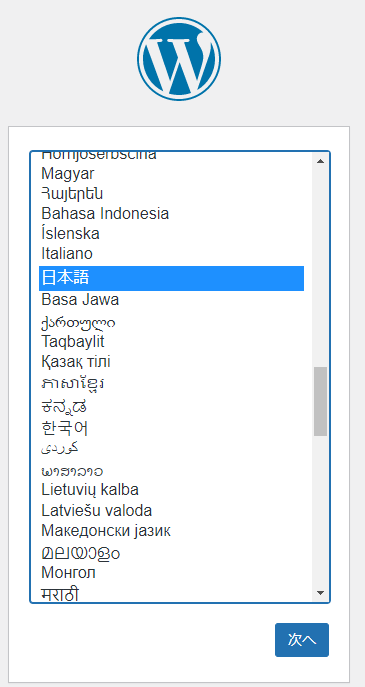 Hornjoserbšćina
Magyar
Հայերեն
Bahasa Indonesia
Íslenska
Italiano
日本語
Basa Jawa
ქართული
Taqbaylit
Қазақ тілі
ភាសាខ្មែរ
ಕನ್ನಡ
한국어
كوردی
ພາສາລາວ
Lietuvių kalba
Latviešu valoda
Македонски јазик
മലയാളം
Монгол
मराठी
次へ